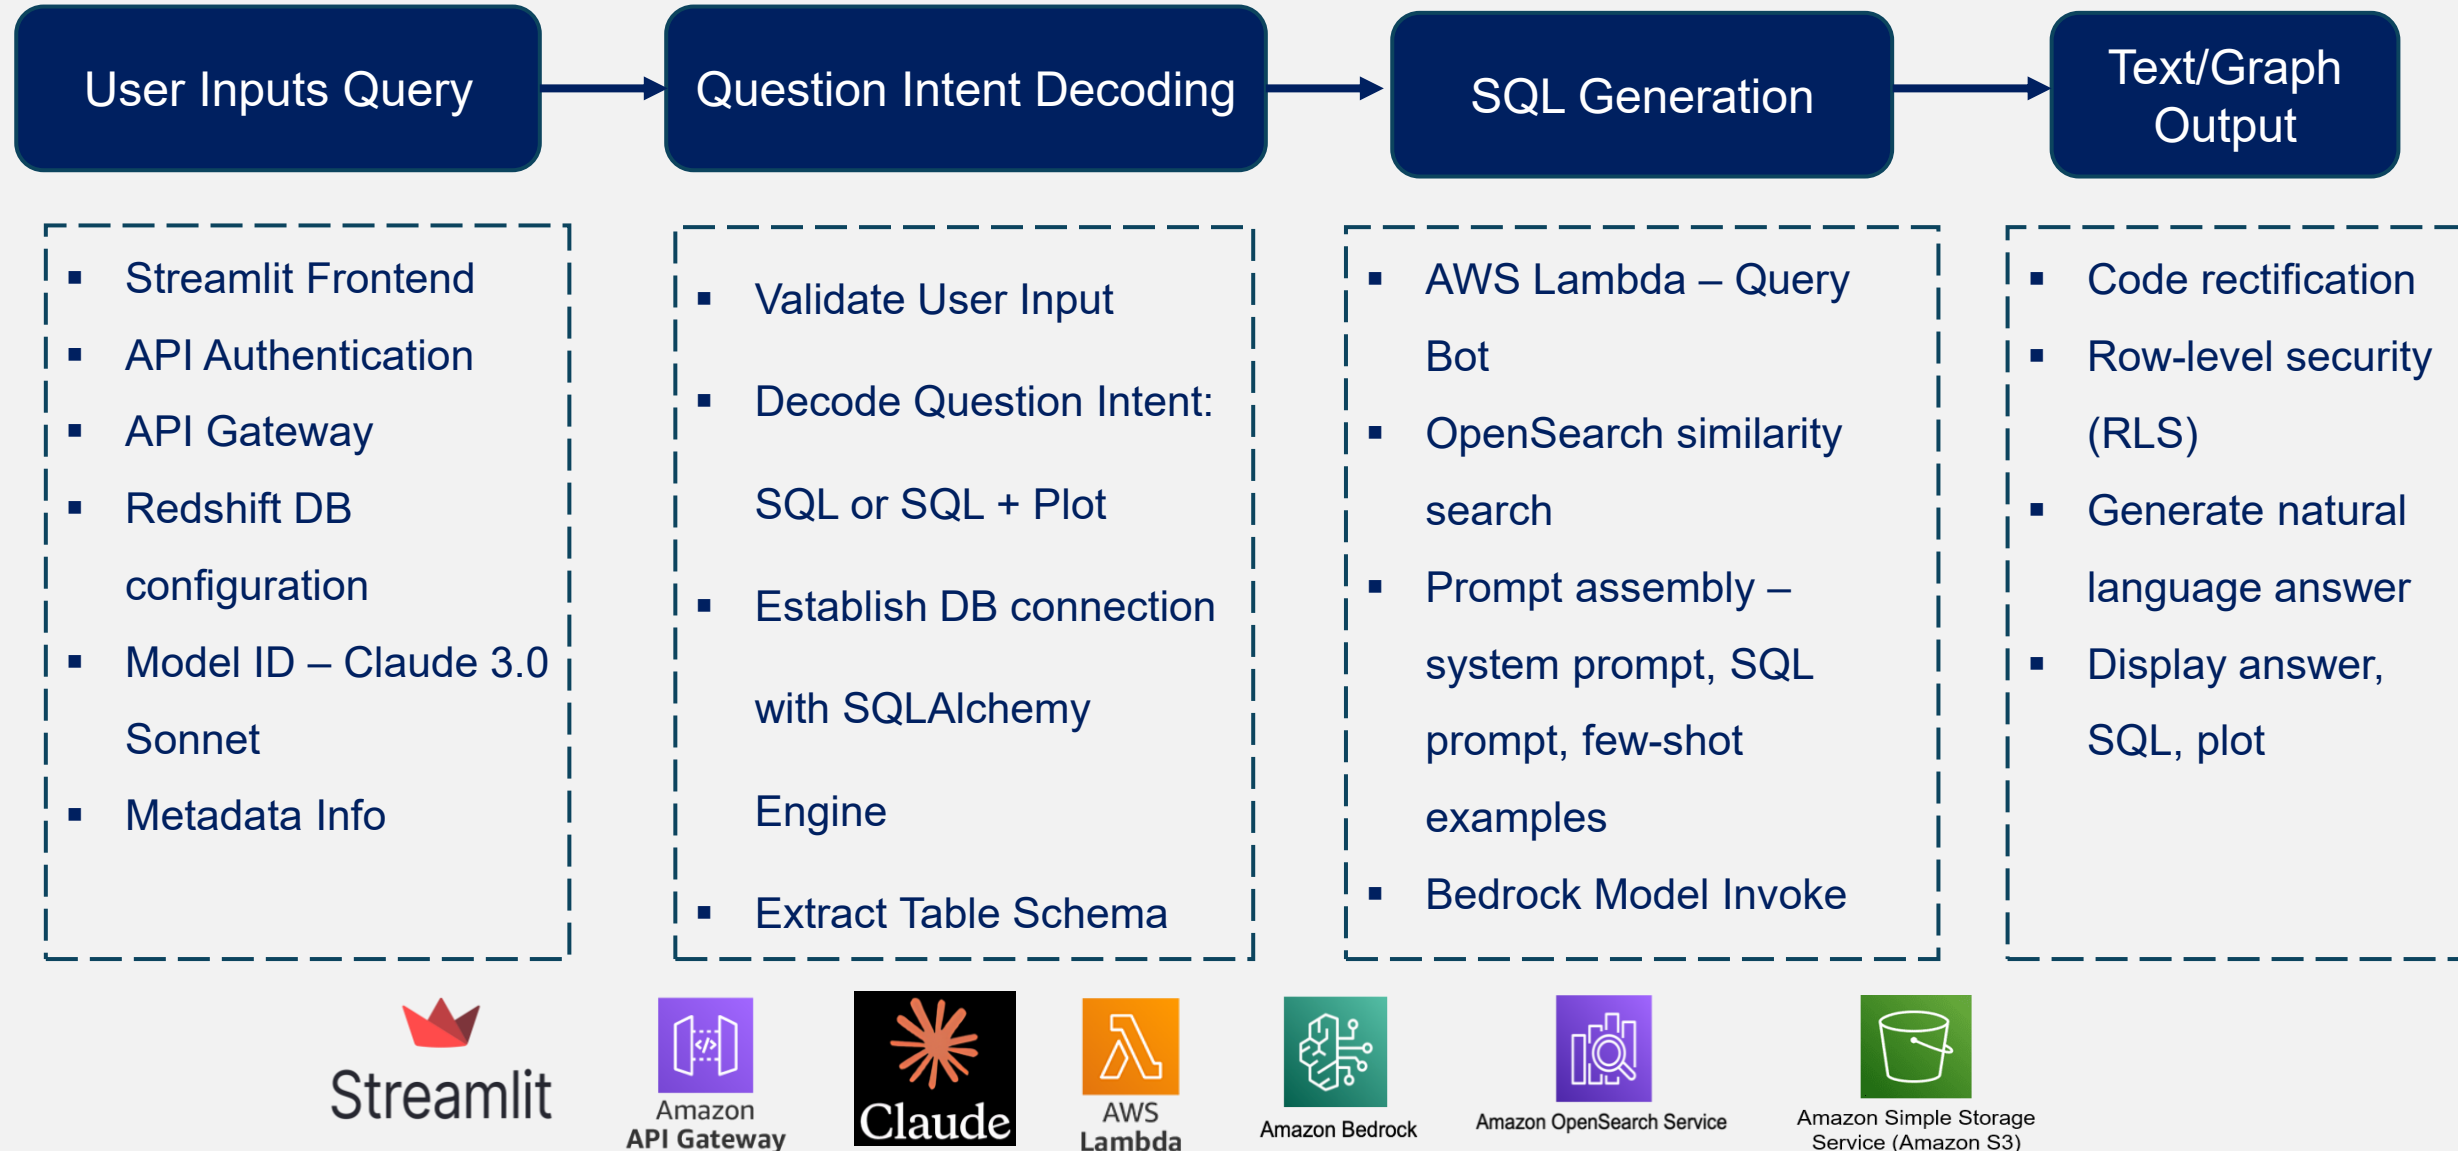 User Inputs Query
Question Intent Decoding
SQL Generation
Text/Graph
Output
▪ Streamlit Frontend
▪ API Authentication
▪ API Gateway
▪ Redshift DB
configuration
▪ Model ID – Claude 3.0
Sonnet
▪ Metadata Info
▪ Validate User Input
▪ Decode Question Intent:
SQL or SQL + Plot
▪ Establish DB connection
with SQLAlchemy
Engine
▪ Extract Table Schema
▪ AWS Lambda – Query
Bot
▪ OpenSearch similarity
search
▪ Prompt assembly –
system prompt, SQL
prompt, few-shot
examples
▪ Bedrock Model Invoke
▪ Code rectification
▪ Row-level security
(RLS)
▪ Generate natural
language answer
▪ Display answer,
SQL, plot
Streamlit
</>
Amazon
API Gateway
Claude
AWS
Lambda
Amazon Bedrock
Amazon OpenSearch Service
Amazon Simple Storage
Service (Amazon S3)